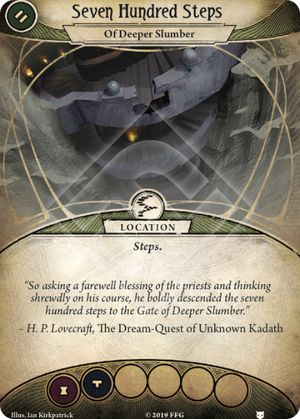 Seven Hundred Steps
Of Deeper Slumber
LOCATION
Steps.
"So asking a farewell blessing of the priests and thinking
shrewdly on his course, he boldly descended the seven
hundred steps to the Gate of Deeper Slumber."
– H. P. Lovecraft, The Dream-Quest of Unknown Kadath
Illus. Ian Kirkpatrick
© 2019 FFG